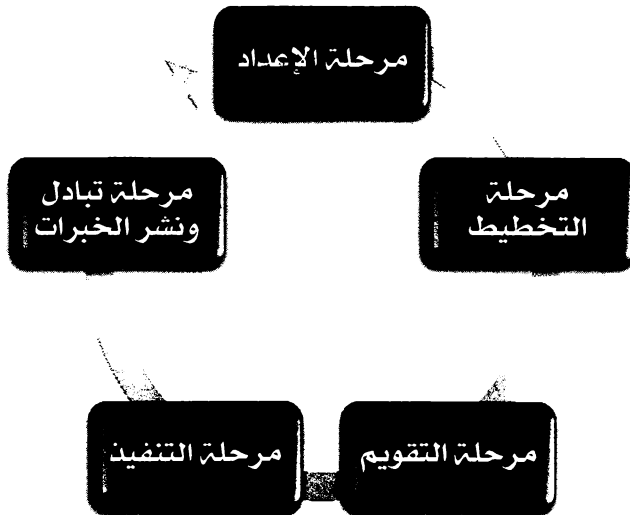 مرحلة الإعداد
مرحلة
التخطيط
مرحلة التقويم
مرحلة التنفيذ
مرحلة تبادل
ونشر الخبرات